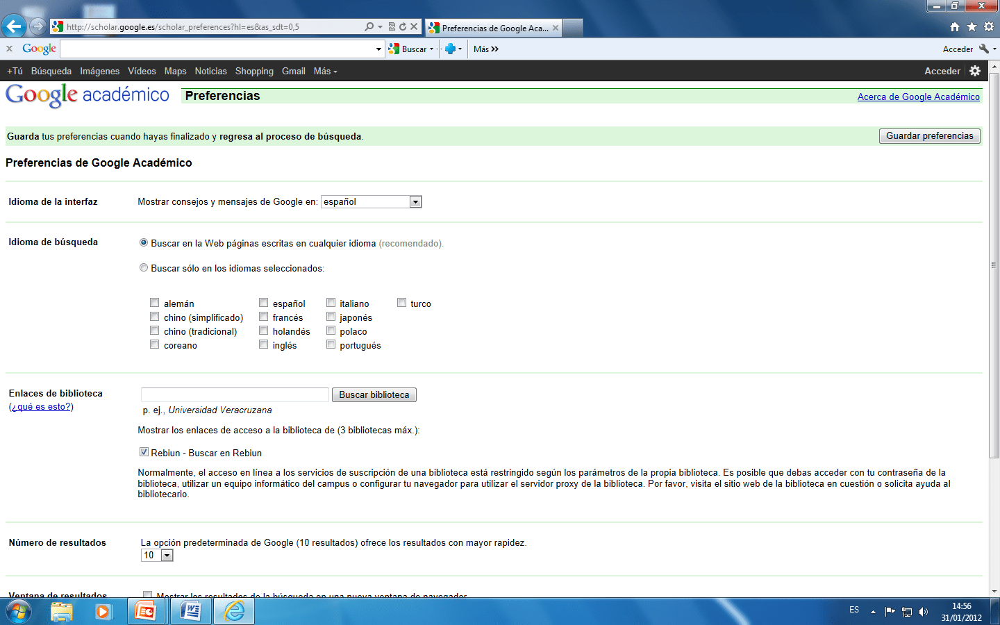 http://scholar.google.es/scholar_preferences?hl=es&as_sdt=0,5
Preferencias de Google Aca...
Google
Buscar
Más
Acceder
+Tú Búsqueda Imágenes Vídeos Maps Noticias Shopping Gmail Más
Acceder
Google académico
Preferencias
Acerca de Google Académico
Guarda tus preferencias cuando hayas finalizado y regresa al proceso de búsqueda.
Guardar preferencias
Preferencias de Google Académico
Idioma de la interfaz
Mostrar consejos y mensajes de Google en: español
Idioma de búsqueda
Buscar en la Web páginas escritas en cualquier idioma (recomendado).
Buscar sólo en los idiomas seleccionados:
alemán español italiano turco
chino (simplificado) francés japonés
chino (tradicional) holandés polaco
coreano inglés portugués
Enlaces de biblioteca
(¿qué es esto?)
Buscar biblioteca
p. ej., Universidad Veracruzana
Mostrar los enlaces de acceso a la biblioteca de (3 bibliotecas máx.):
Rebiun - Buscar en Rebiun
Normalmente, el acceso en línea a los servicios de suscripción de una biblioteca está restringido según los parámetros de la propia biblioteca. Es posible que debas acceder con tu contraseña de la
biblioteca, utilizar un equipo informático del campus o configurar tu navegador para utilizar el servidor proxy de la biblioteca. Por favor, visita el sitio web de la biblioteca en cuestión o solicita ayuda al
bibliotecario.
Número de resultados
La opción predeterminada de Google (10 resultados) ofrece los resultados con mayor rapidez.
10
Ventana de resultados
Mostrar los resultados de la búsqueda en una nueva ventana de navegador
ES
14:56
31/01/2012